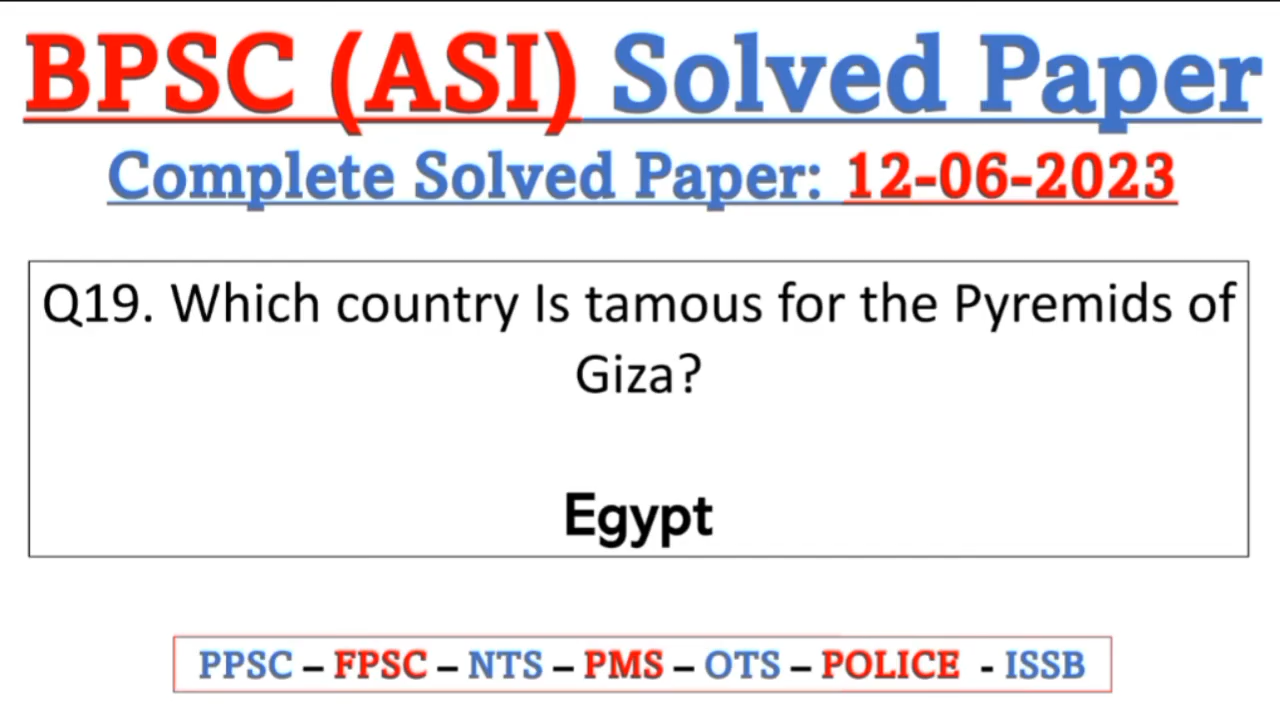 BPSC (ASI) Solved Paper
Complete Solved Paper: 12-06-2023
Q19. Which country Is tamous for the Pyremids of
Giza?
Egypt
PPSC – FPSC – NTS – PMS – OTS – POLICE - ISSB